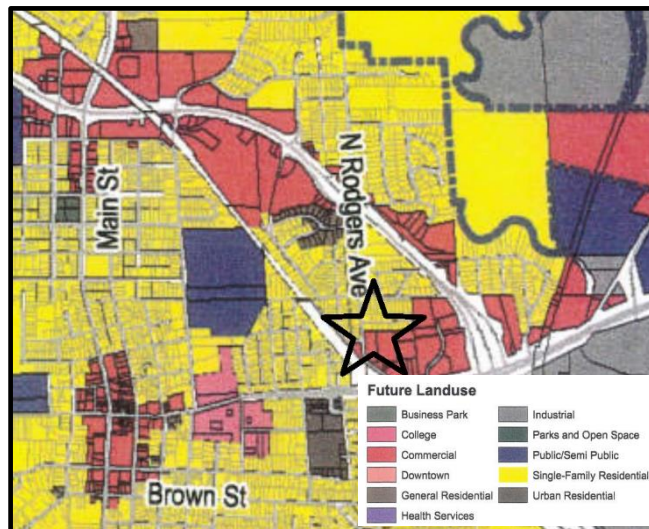 N Rodgers Ave
Main St
Brown St
Future Landuse
Business Park
College
Commercial
Downtown
General Residential
Health Services
Industrial
Parks and Open Space
Public/Semi Public
Single-Family Residential
Urban Residential